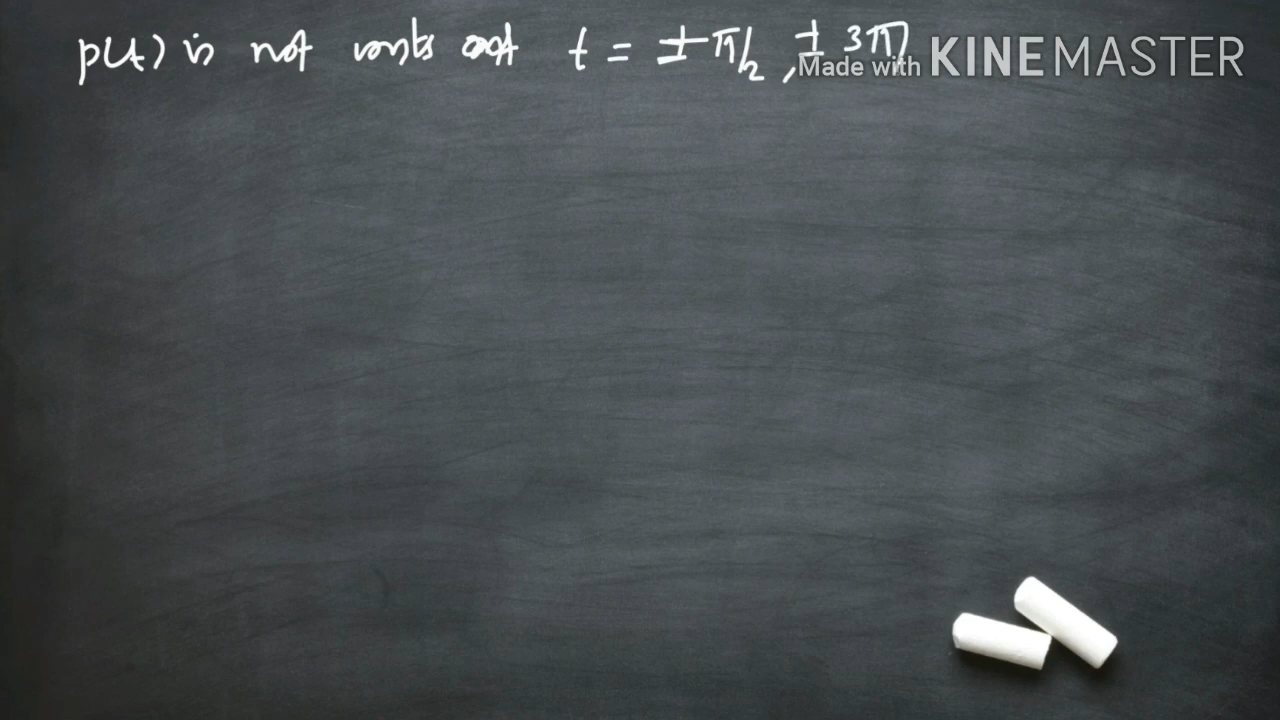 p(t) is not conts at t = ± π/2 , ± 3π/
Made with KINEMASTER